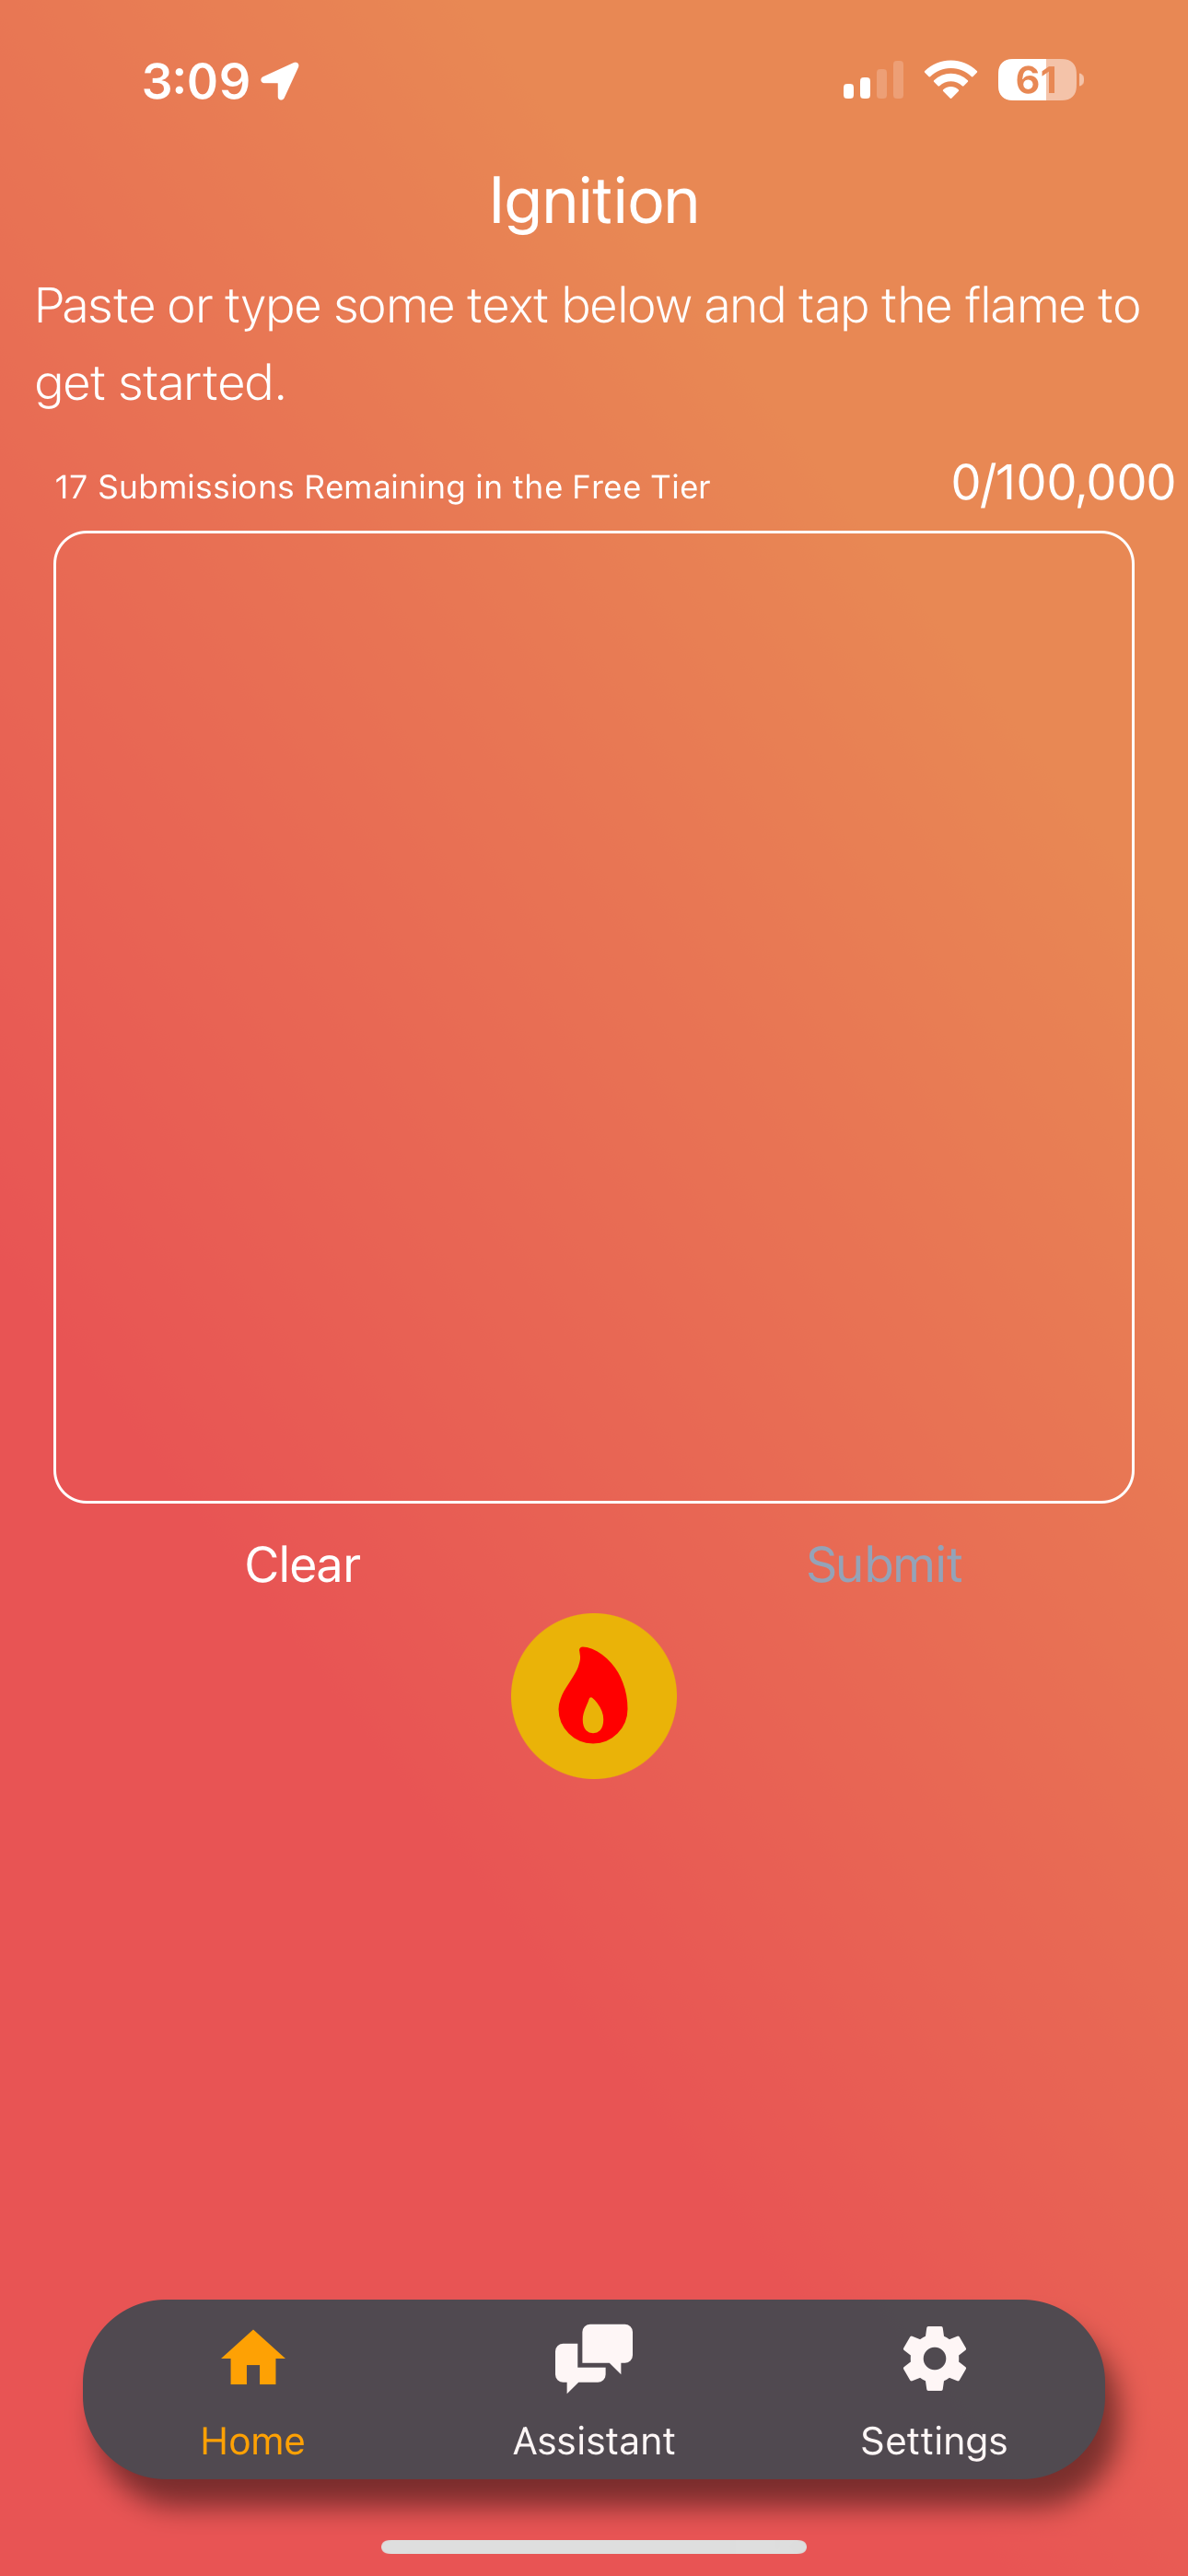 3:09
61
Ignition
Paste or type some text below and tap the flame to
get started.
17 Submissions Remaining in the Free Tier
0/100,000
Clear
Submit
Home
Assistant
Settings